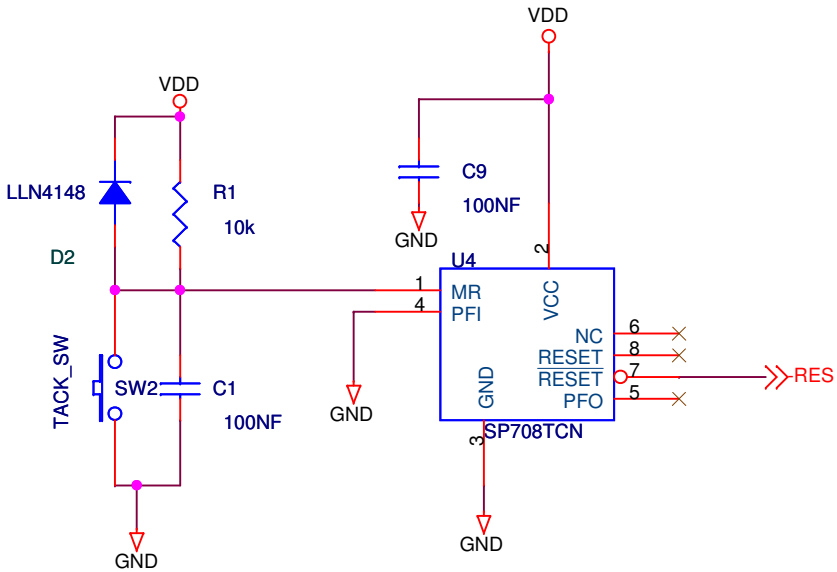 VDD
VDD
LLN4148
R1
10k
D2
C9
100NF
GND
U4
2
1
MR
4
PFI
VCC
NC
6
RESET
8
RESET
7
-RES
PFO
5
GND
3
SP708TCN
GND
TACK_SW
SW2
C1
100NF
GND
GND